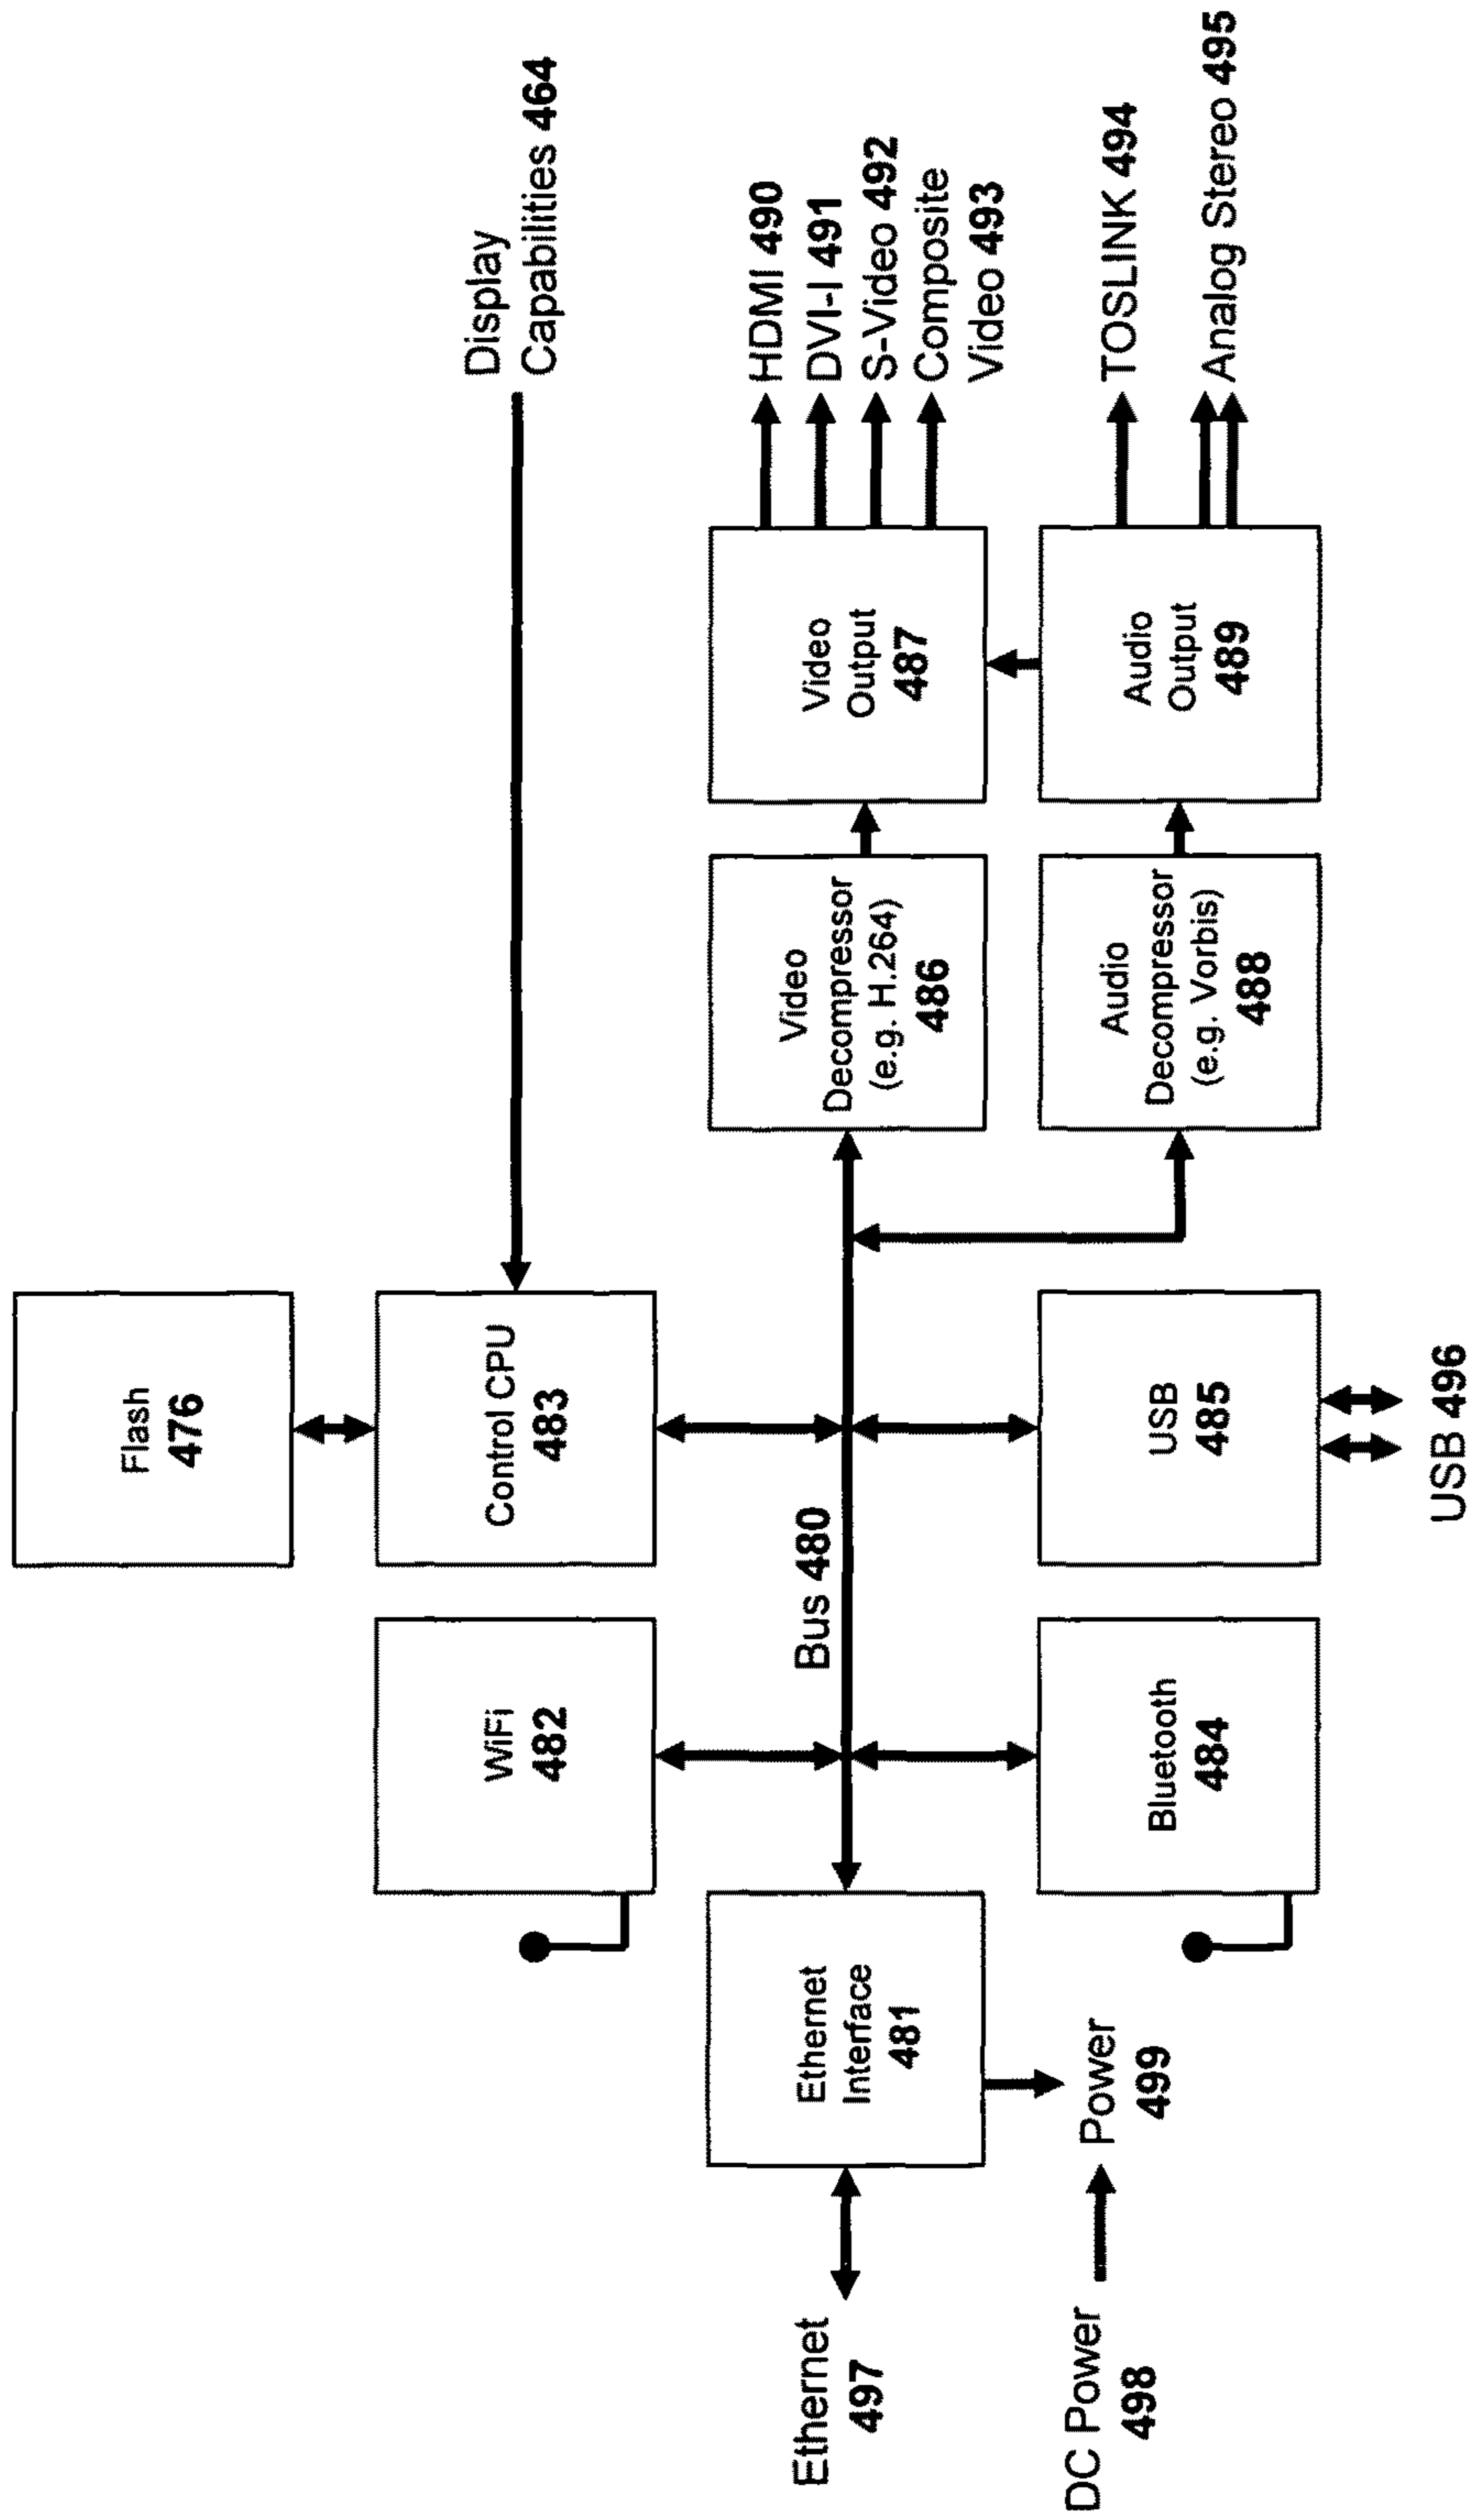 Flash
476
Display
Capabilities 464
WiFi
482
Control CPU
483
Bus 480
Ethernet
497
Ethernet
Interface
481
Video
Decompressor
(e.g. H.264)
486
Video
Output
487
HDMI 490
DVI-I 491
S-Video 492
Composite
Video 493
DC Power
498
Power
499
Bluetooth
484
USB
485
Audio
Decompressor
(e.g. Vorbis)
488
Audio
Output
489
TOSLINK 494
Analog Stereo 495
USB 496